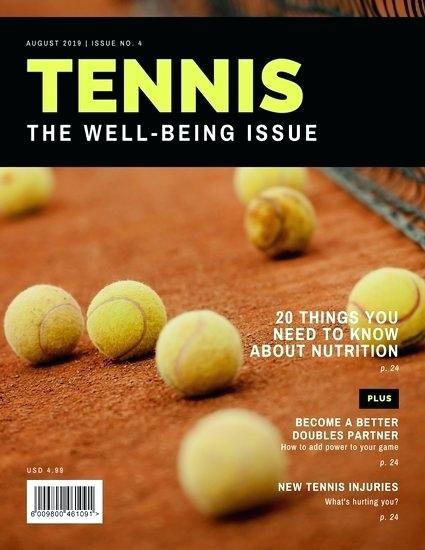 AUGUST 2019 | ISSUE NO. 4
TENNIS
THE WELL-BEING ISSUE
20 THINGS YOU
NEED TO KNOW
ABOUT NUTRITION
p. 24
PLUS
BECOME A BETTER
DOUBLES PARTNER
How to add power to your game
p. 24
NEW TENNIS INJURIES
What's hurting you?
p. 24
USD 4.99
6"009800"461091">